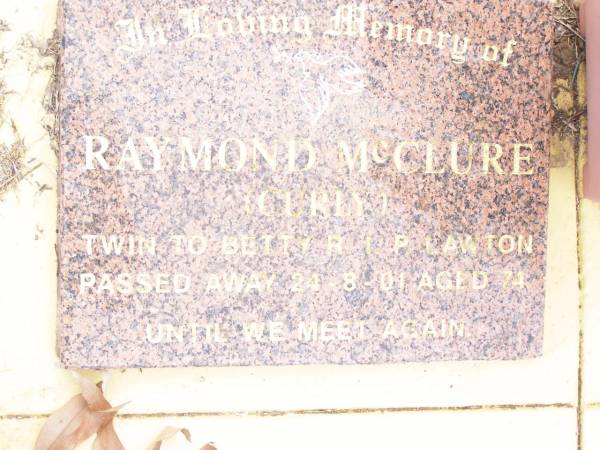 In Loving Memory of
RAYMOND McCLURE
(CURLY)
TWIN TO BETTY R. I. P. LAWTON
PASSED AWAY 24-8-01 AGED 74
UNTIL WE MEET AGAIN